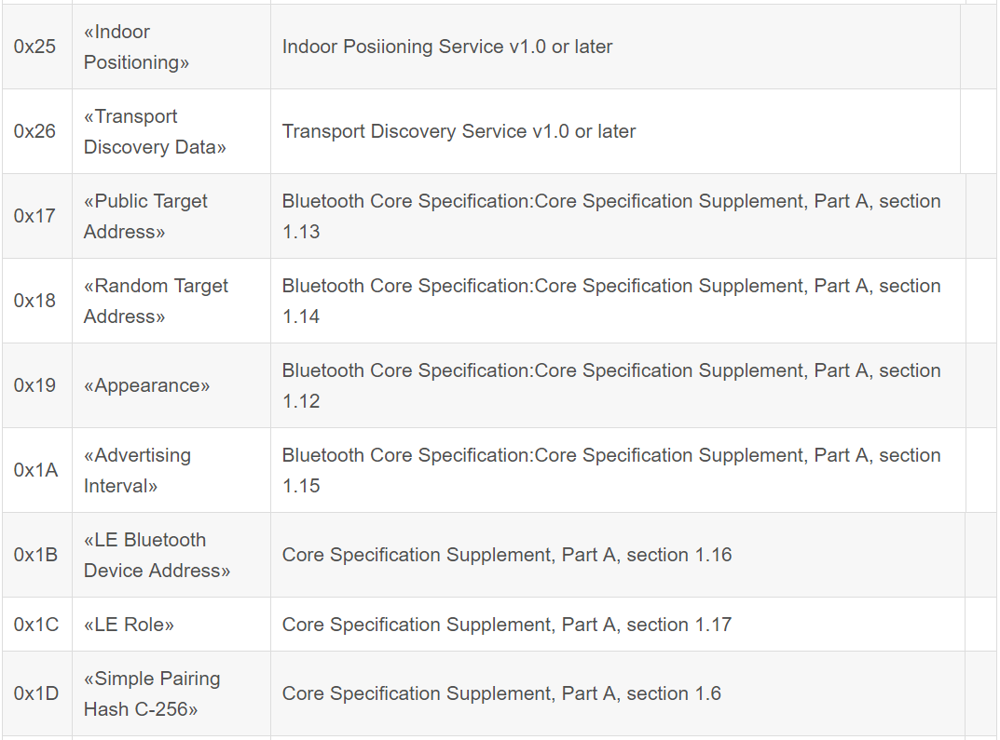 0x25
«Indoor
Positioning»
Indoor Posiioning Service v1.0 or later
0x26
«Transport
Discovery Data»
Transport Discovery Service v1.0 or later
0x17
«Public Target
Address»
Bluetooth Core Specification:Core Specification Supplement, Part A, section
1.13
0x18
«Random Target
Address»
Bluetooth Core Specification:Core Specification Supplement, Part A, section
1.14
0x19
«Appearance»
Bluetooth Core Specification:Core Specification Supplement, Part A, section
1.12
0x1A
«Advertising
Interval»
Bluetooth Core Specification:Core Specification Supplement, Part A, section
1.15
0x1B
«LE Bluetooth
Device Address»
Core Specification Supplement, Part A, section 1.16
0x1C
«LE Role»
Core Specification Supplement, Part A, section 1.17
0x1D
«Simple Pairing
Hash C-256»
Core Specification Supplement, Part A, section 1.6